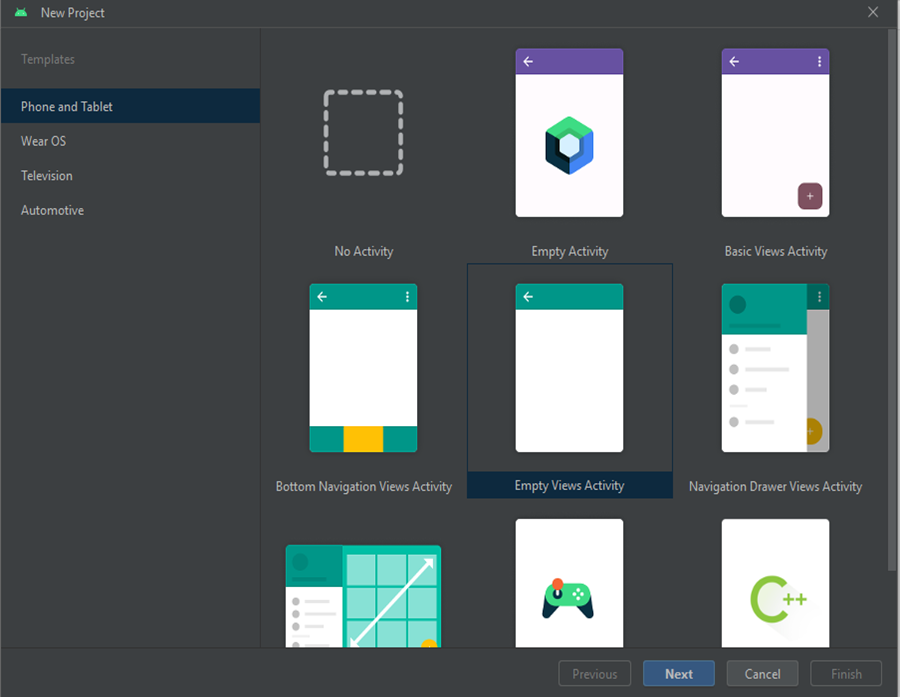 New Project
Templates
Phone and Tablet
Wear OS
Television
Automotive
No Activity
Empty Activity
Basic Views Activity
Bottom Navigation Views Activity
Empty Views Activity
Navigation Drawer Views Activity
C++
Previous
Next
Cancel
Finish